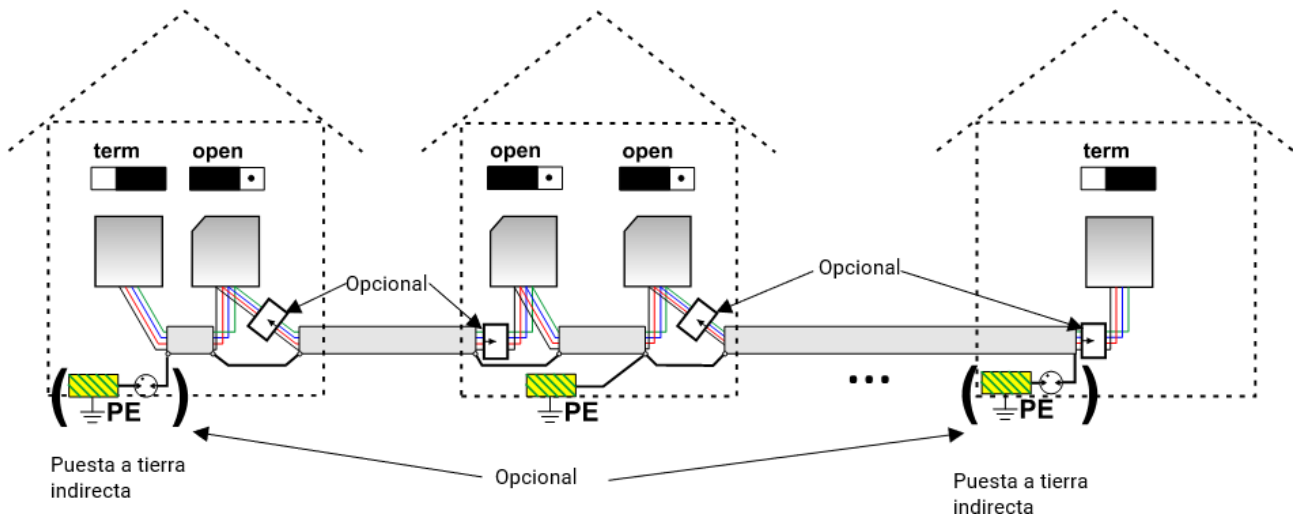 term open
open open
term
Opcional
Opcional
PE
PE
PE
Puesta a tierra
indirecta
Opcional
Puesta a tierra
indirecta